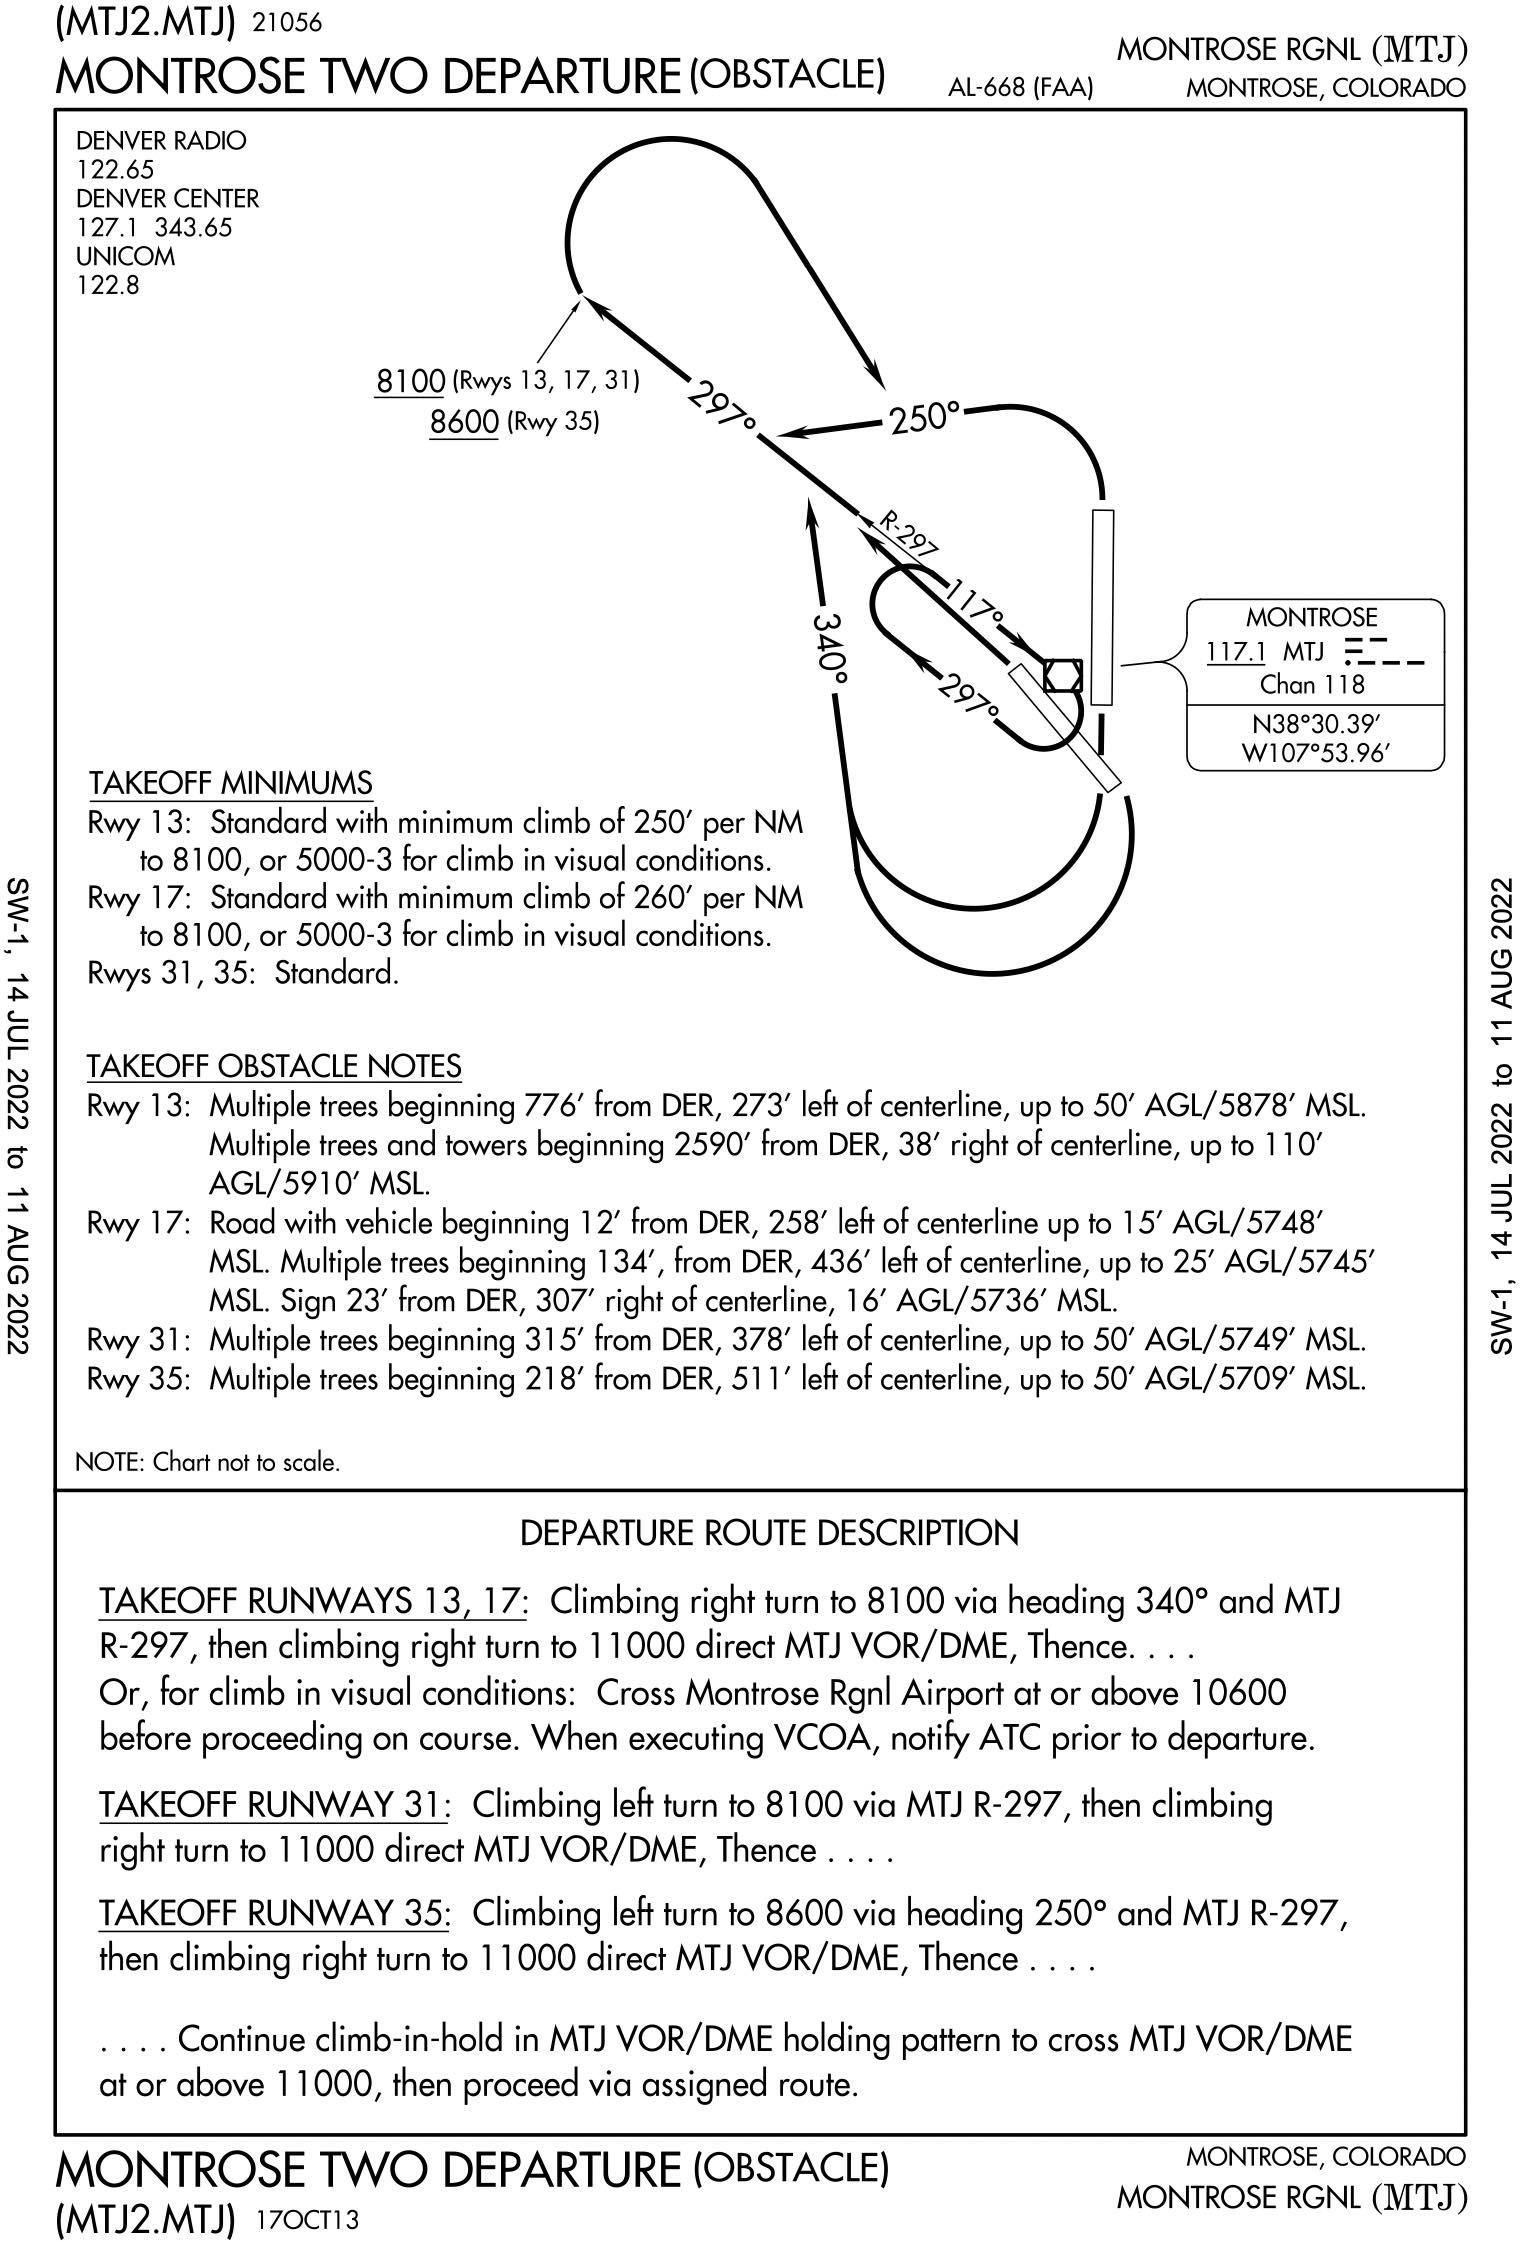 (MTJ2.MTJ) 21056
MONTROSE TWO DEPARTURE (OBSTACLE)
AL-668 (FAA)
MONTROSE RGNL (MTJ)
MONTROSE, COLORADO
DENVER RADIO
122.65
DENVER CENTER
127.1 343.65
UNICOM
122.8
8100 (Rwys 13, 17, 31)
8600 (Rwy 35)
297°
250°
R-297
117°
340°
297°
MONTROSE
117.1 MTJ
Chan 118
N38°30.39′
W107°53.96′
TAKEOFF MINIMUMS
Rwy 13: Standard with minimum climb of 250′ per NM
to 8100, or 5000-3 for climb in visual conditions.
Rwy 17: Standard with minimum climb of 260′ per NM
to 8100, or 5000-3 for climb in visual conditions.
Rwys 31, 35: Standard.
TAKEOFF OBSTACLE NOTES
Rwy 13: Multiple trees beginning 776′ from DER, 273′ left of centerline, up to 50′ AGL/5878′ MSL.
Multiple trees and towers beginning 2590′ from DER, 38′ right of centerline, up to 110′
AGL/5910′ MSL.
Rwy 17: Road with vehicle beginning 12′ from DER, 258′ left of centerline up to 15′ AGL/5748′
MSL. Multiple trees beginning 134′, from DER, 436′ left of centerline, up to 25′ AGL/5745′
MSL. Sign 23′ from DER, 307′ right of centerline, 16′ AGL/5736′ MSL.
Rwy 31: Multiple trees beginning 315′ from DER, 378′ left of centerline, up to 50′ AGL/5749′ MSL.
Rwy 35: Multiple trees beginning 218′ from DER, 511′ left of centerline, up to 50′ AGL/5709′ MSL.
NOTE: Chart not to scale.
DEPARTURE ROUTE DESCRIPTION
TAKEOFF RUNWAYS 13, 17: Climbing right turn to 8100 via heading 340° and MTJ
R-297, then climbing right turn to 11000 direct MTJ VOR/DME, Thence. . . .
Or, for climb in visual conditions: Cross Montrose Rgnl Airport at or above 10600
before proceeding on course. When executing VCOA, notify ATC prior to departure.
TAKEOFF RUNWAY 31: Climbing left turn to 8100 via MTJ R-297, then climbing
right turn to 11000 direct MTJ VOR/DME, Thence . . . .
TAKEOFF RUNWAY 35: Climbing left turn to 8600 via heading 250° and MTJ R-297,
then climbing right turn to 11000 direct MTJ VOR/DME, Thence . . . .
. . . . Continue climb-in-hold in MTJ VOR/DME holding pattern to cross MTJ VOR/DME
at or above 11000, then proceed via assigned route.
MONTROSE TWO DEPARTURE (OBSTACLE)
(MTJ2.MTJ) 17OCT13
MONTROSE, COLORADO
MONTROSE RGNL (MTJ)
SW-1, 14 JUL 2022 to 11 AUG 2022
SW-1, 14 JUL 2022 to 11 AUG 2022